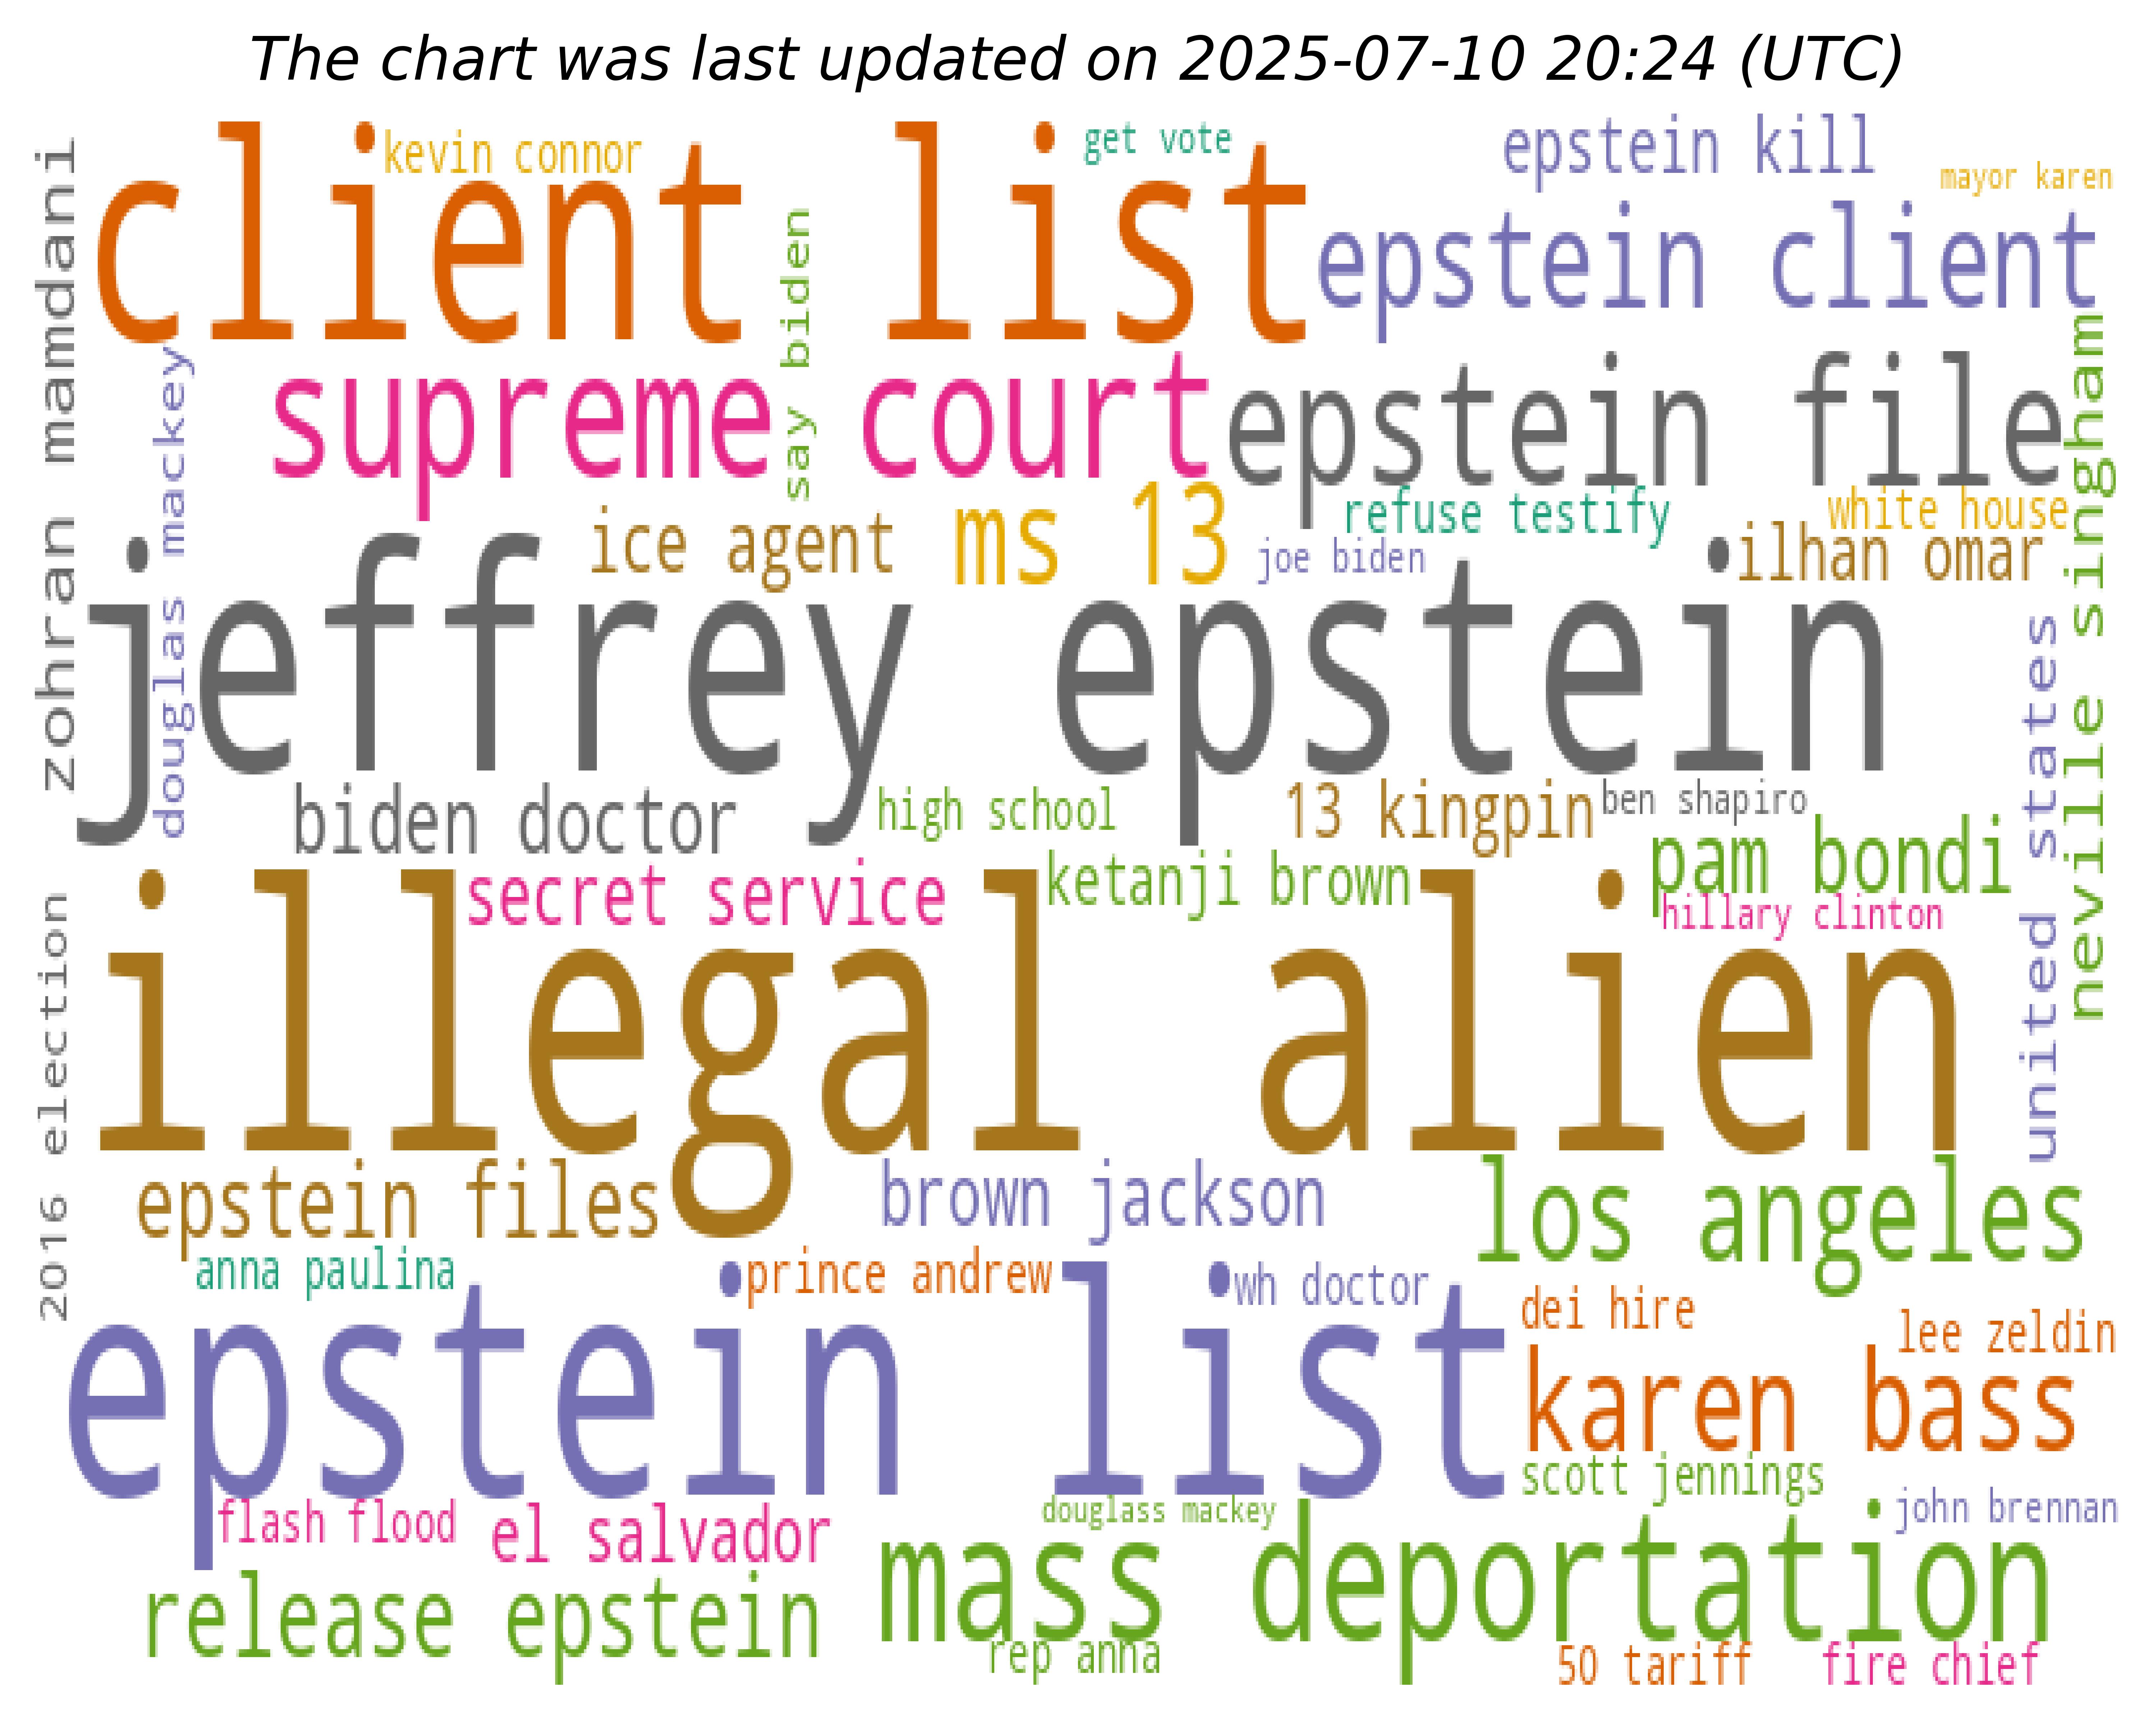 The chart was last updated on 2025-07-10 20:24 (UTC)
client list
kevin connor
get vote
epstein kill
mayor karen
epstein client
zohran mamdani
say biden
douglas mackey
supreme court
epstein file
neville singham
ice agent
ms 13
refuse testify
white house
joe biden
ilhan omar
jeffrey epstein
united states
biden doctor
high school
13 kingpin
ben shapiro
pam bondi
secret service
ketanji brown
hillary clinton
2016 election
illegal alien
epstein files
brown jackson
los angeles
anna paulina
prince andrew
wh doctor
dei hire
lee zeldin
epstein list
karen bass
scott jennings
flash flood
el salvador
douglass mackey
john brennan
mass deportation
release epstein
rep anna
50 tariff
fire chief